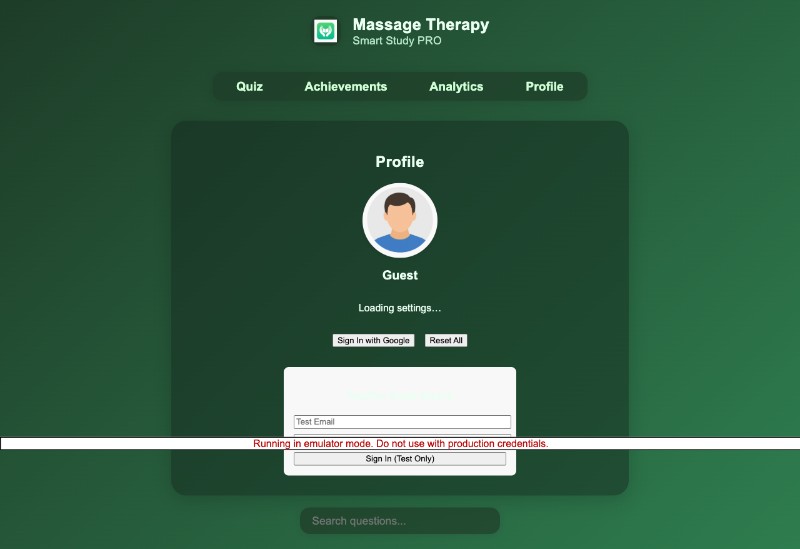 Massage Therapy
Smart Study PRO
Quiz Achievements Analytics Profile
Profile
Guest
Loading settings...
Sign In with Google Reset All
Test Email
Running in emulator mode. Do not use with production credentials.
Sign In (Test Only)
Search questions...